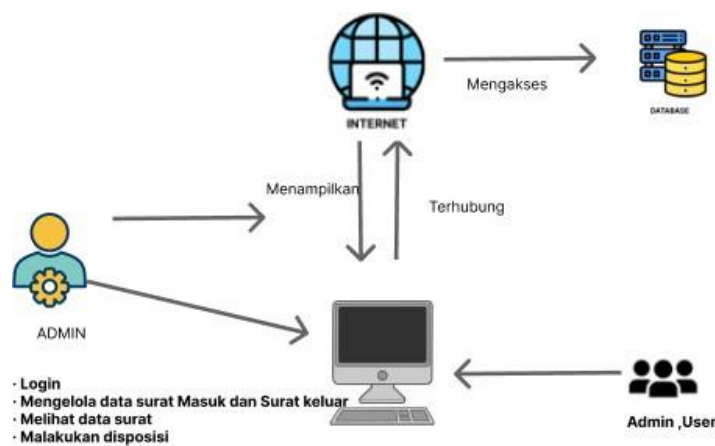 INTERNET
Mengakses
DATABASE
Menampilkan
Terhubung
ADMIN
· Login
· Mengelola data surat Masuk dan Surat keluar
· Melihat data surat
· Malakukan disposisi
Admin ,User